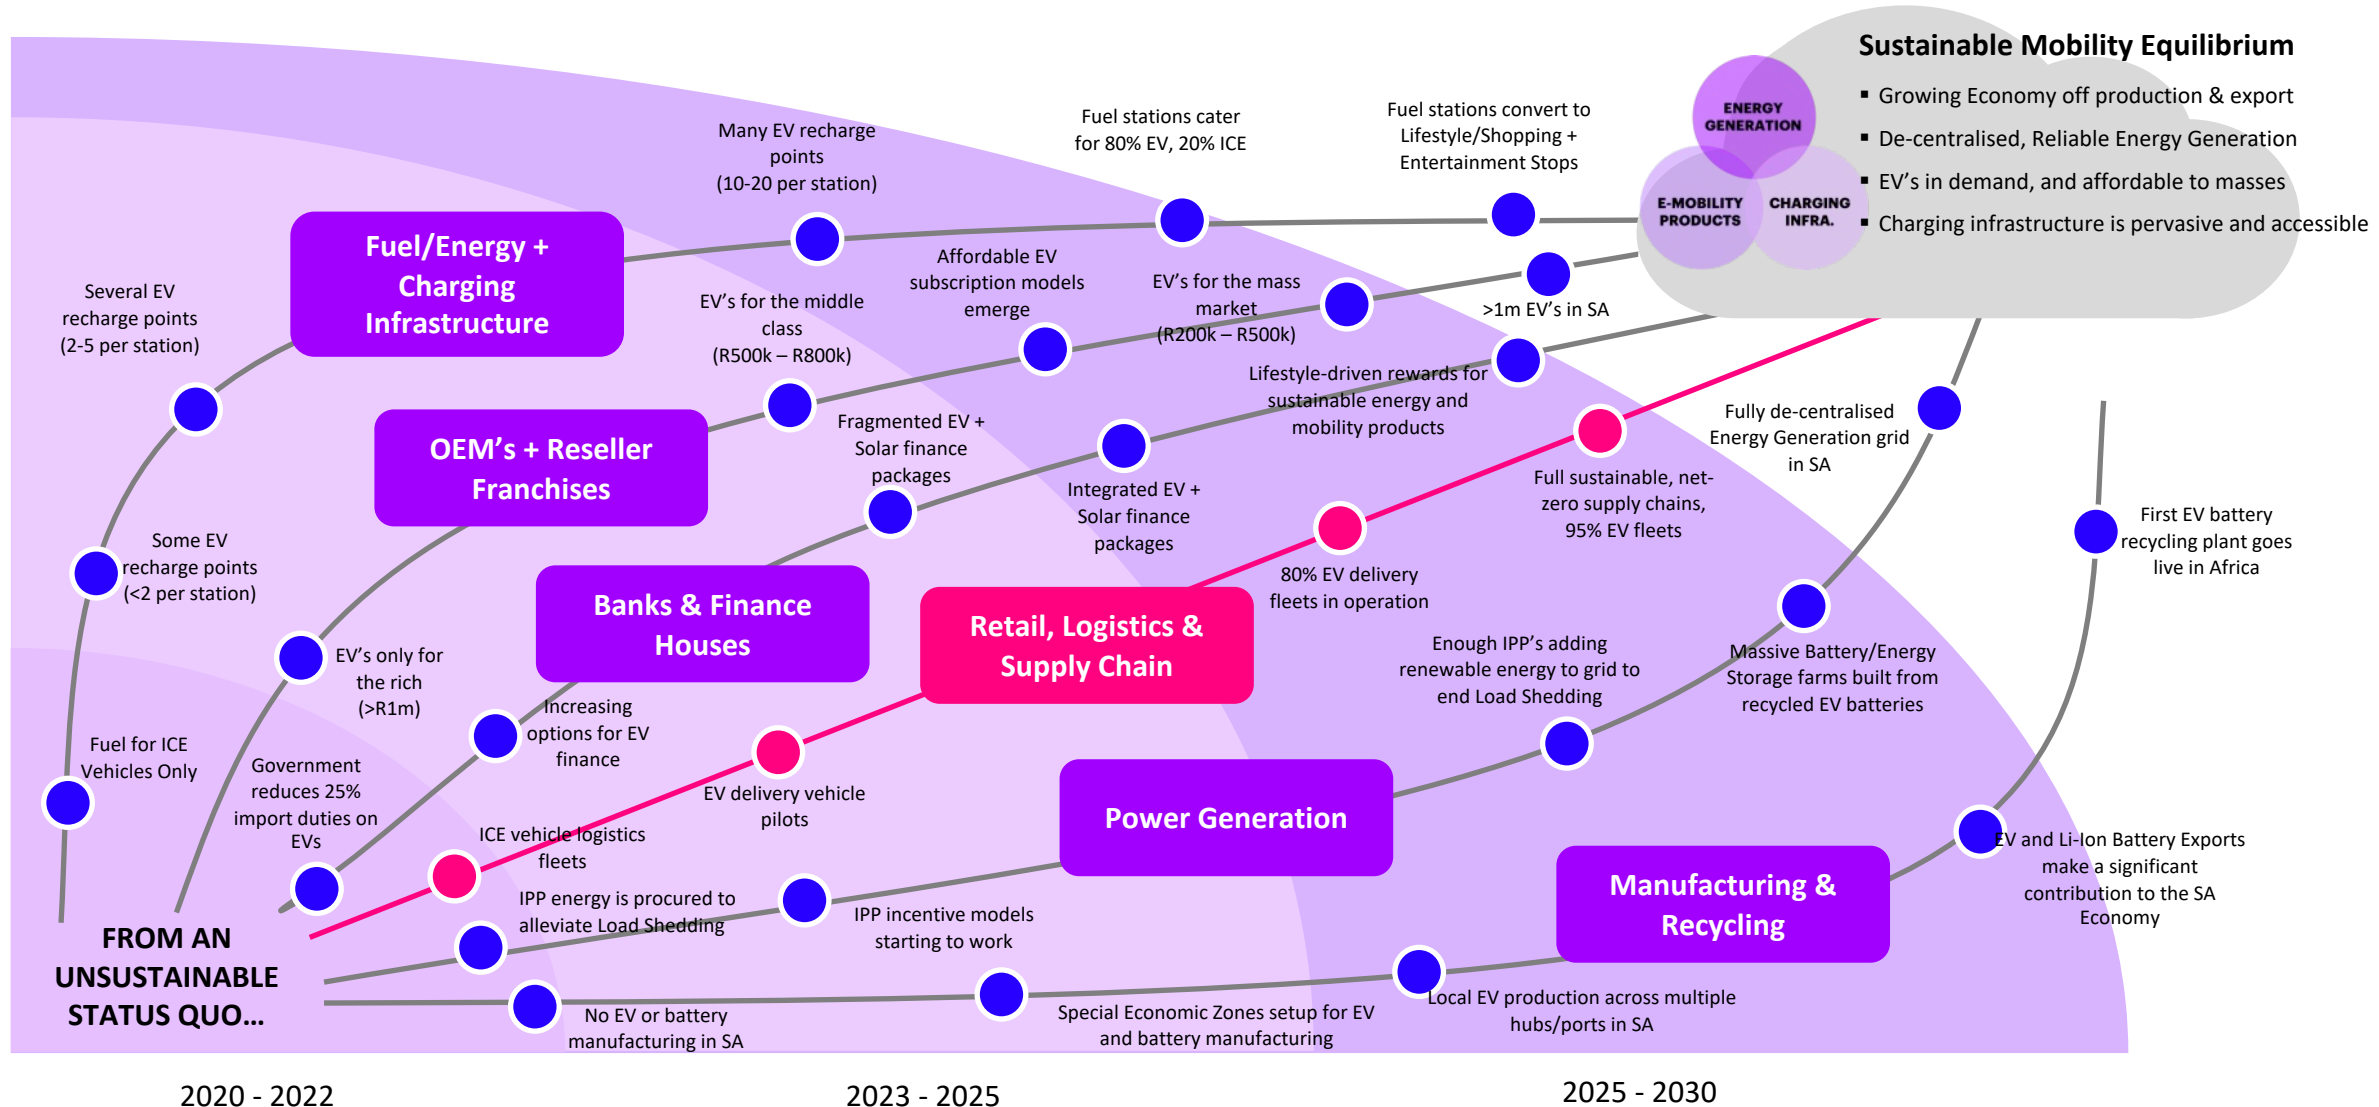 Sustainable Mobility Equilibrium
▪ Growing Economy off production & export
▪ De-centralised, Reliable Energy Generation
▪ EV's in demand, and affordable to masses
▪ Charging infrastructure is pervasive and accessible
ENERGY
GENERATION
E-MOBILITY
PRODUCTS
CHARGING
INFRA.
Fuel/Energy +
Charging
Infrastructure
Fuel for ICE
Vehicles Only
Some EV
recharge points
(<2 per station)
Several EV
recharge points
(2-5 per station)
Many EV recharge
points
(10-20 per station)
Fuel stations cater
for 80% EV, 20% ICE
Fuel stations convert to
Lifestyle/Shopping +
Entertainment Stops
OEM's + Reseller
Franchises
EV's only for
the rich
(>R1m)
EV's for the middle
class
(R500k – R800k)
Affordable EV
subscription models
emerge
EV's for the mass
market
(R200k – R500k)
>1m EV's in SA
Banks & Finance
Houses
Government
reduces 25%
import duties on
EVs
Increasing
options for EV
finance
Fragmented EV +
Solar finance
packages
Integrated EV +
Solar finance
packages
Lifestyle-driven rewards for
sustainable energy and
mobility products
Retail, Logistics &
Supply Chain
ICE vehicle logistics
fleets
EV delivery vehicle
pilots
80% EV delivery
fleets in operation
Full sustainable, net-
zero supply chains,
95% EV fleets
Power Generation
IPP energy is procured to
alleviate Load Shedding
IPP incentive models
starting to work
Enough IPP's adding
renewable energy to grid to
end Load Shedding
Massive Battery/Energy
Storage farms built from
recycled EV batteries
Fully de-centralised
Energy Generation grid
in SA
Manufacturing &
Recycling
No EV or battery
manufacturing in SA
Special Economic Zones setup for EV
and battery manufacturing
Local EV production across multiple
hubs/ports in SA
EV and Li-Ion Battery Exports
make a significant
contribution to the SA
Economy
First EV battery
recycling plant goes
live in Africa
FROM AN
UNSUSTAINABLE
STATUS QUO...
2020 - 2022
2023 - 2025
2025 - 2030